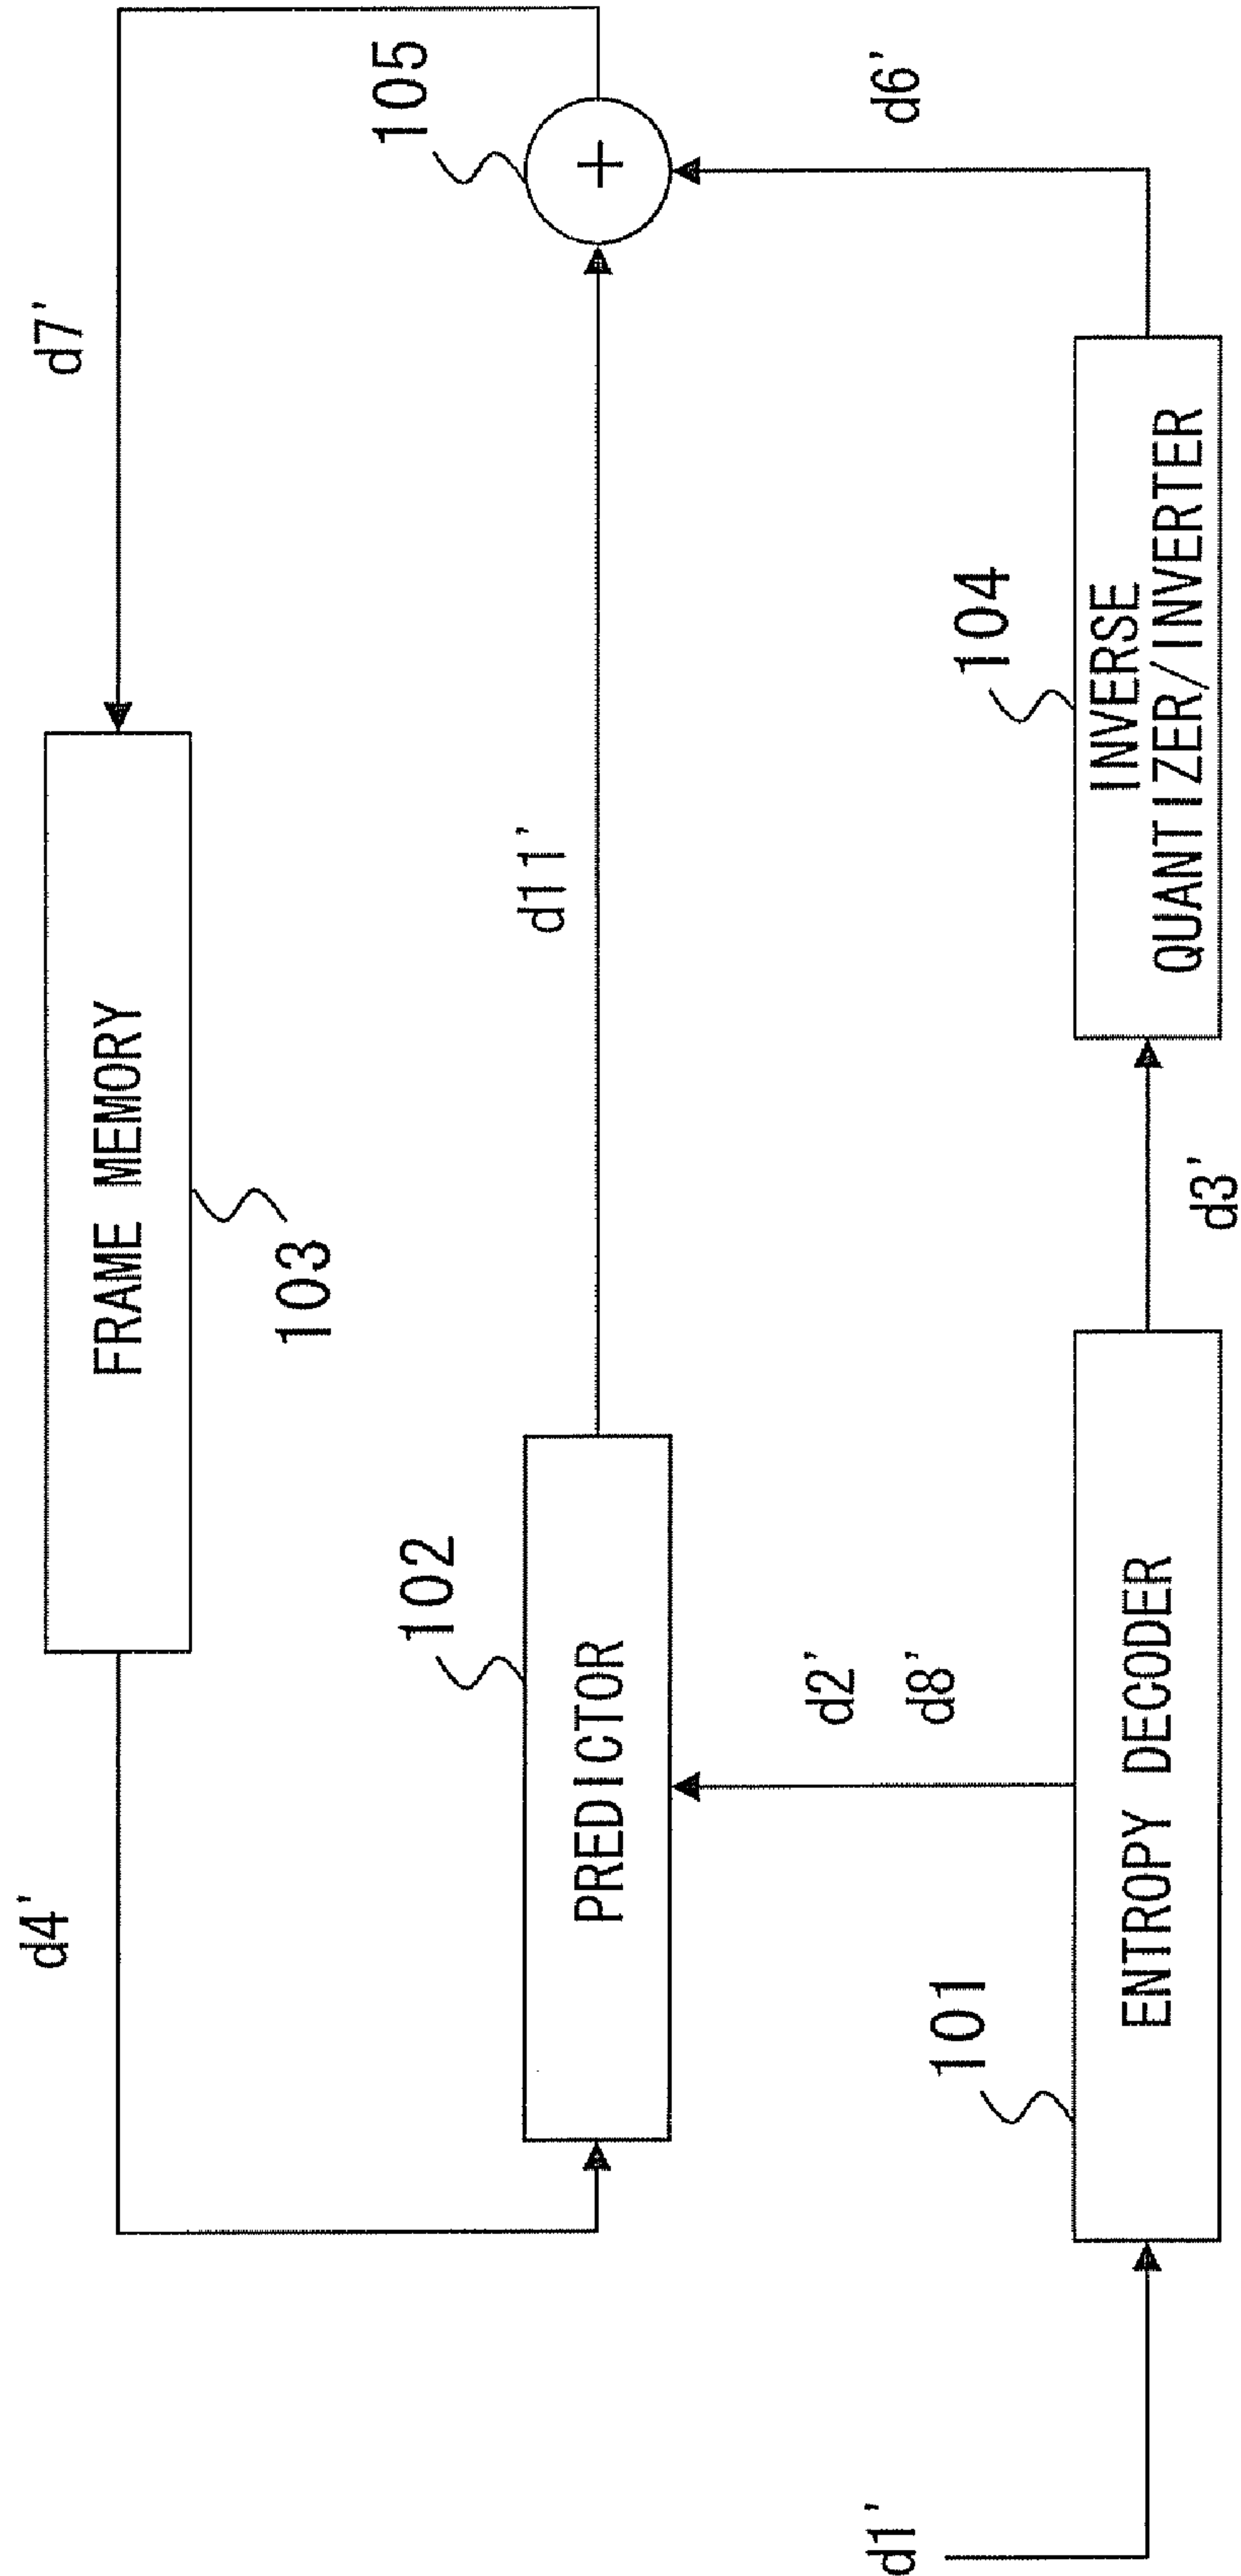 d4'
d7'
FRAME MEMORY
103
105
102
PREDICTOR
d11'
d2'
d8'
d6'
101
104
ENTROPY DECODER
INVERSE
QUANTIZER/INVERTER
d1'
d3'